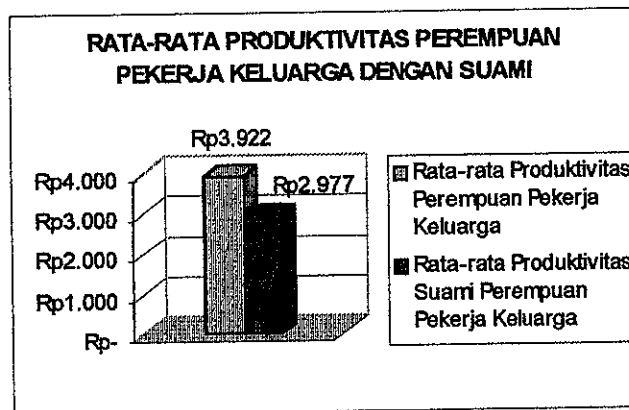 RATA-RATA PRODUKTIVITAS PEREMPUAN
PEKERJA KELUARGA DENGAN SUAMI
Rp3.922
Rp2.977
Rp4.000
Rp3.000
Rp2.000
Rp1.000
Rp-
Rata-rata Produktivitas
Perempuan Pekerja
Keluarga
Rata-rata Produktivitas
Suami Perempuan
Pekerja Keluarga